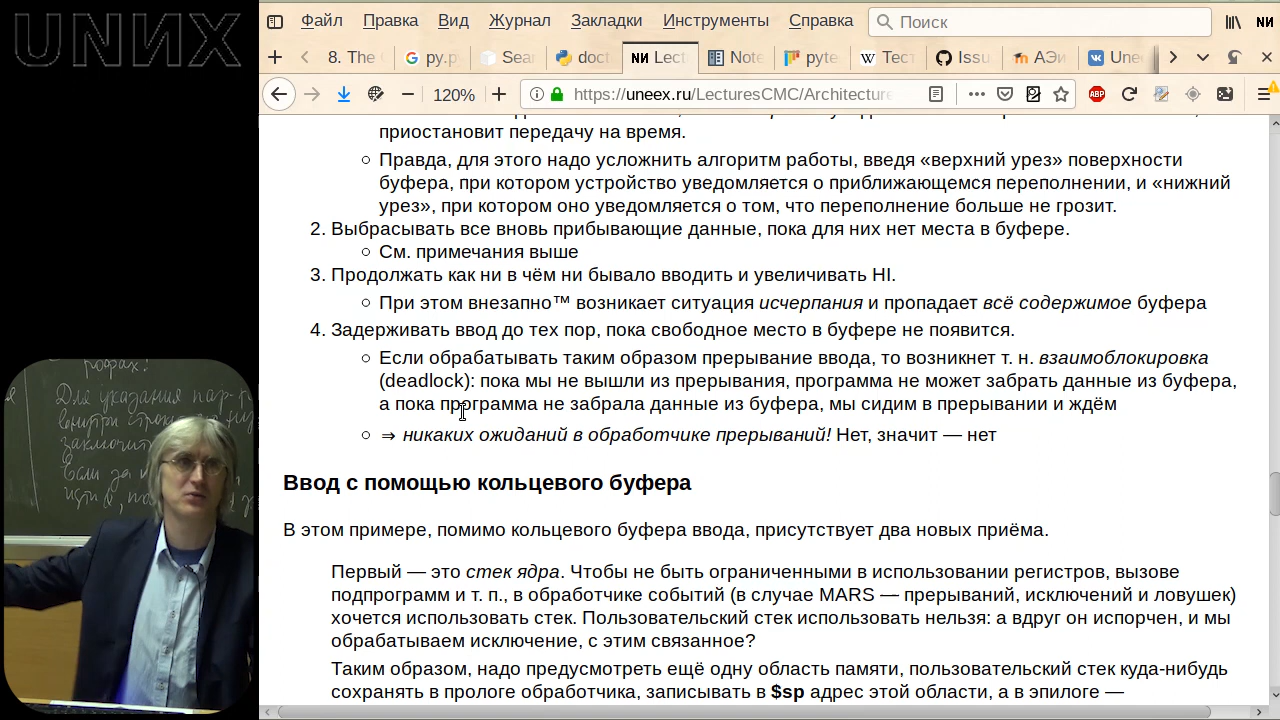 UNИX
Файл Правка Вид Журнал Закладки Инструменты Справка Поиск
8. The py.p Sear doct Lect Note pyte Тест Issu АЭи Unee
120% https://uneex.ru/LecturesCMC/Architecture ABP
приостановит передачу на время.
Правда, для этого надо усложнить алгоритм работы, введя «верхний урез» поверхности
буфера, при котором устройство уведомляется о приближающемся переполнении, и «нижний
урез», при котором оно уведомляется о том, что переполнение больше не грозит.
2. Выбрасывать все вновь прибывающие данные, пока для них нет места в буфере.
См. примечания выше
3. Продолжать как ни в чём ни бывало вводить и увеличивать HI.
При этом внезапно™ возникает ситуация исчерпания и пропадает всё содержимое буфера
4. Задерживать ввод до тех пор, пока свободное место в буфере не появится.
Если обрабатывать таким образом прерывание ввода, то возникнет т. н. взаимоблокировка
(deadlock): пока мы не вышли из прерывания, программа не может забрать данные из буфера,
а пока программа не забрала данные из буфера, мы сидим в прерывании и ждём
⇒ никаких ожиданий в обработчике прерываний! Нет, значит — нет
Ввод с помощью кольцевого буфера
В этом примере, помимо кольцевого буфера ввода, присутствует два новых приёма.
Первый — это стек ядра. Чтобы не быть ограниченными в использовании регистров, вызове
подпрограмм и т. п., в обработчике событий (в случае MARS — прерываний, исключений и ловушек)
хочется использовать стек. Пользовательский стек использовать нельзя: а вдруг он испорчен, и мы
обрабатываем исключение, с этим связанное?
Таким образом, надо предусмотреть ещё одну область памяти, пользовательский стек куда-нибудь
сохранять в прологе обработчика, записывать в $sp адрес этой области, а в эпилоге —
Для указания
внутри
заключит
Если за